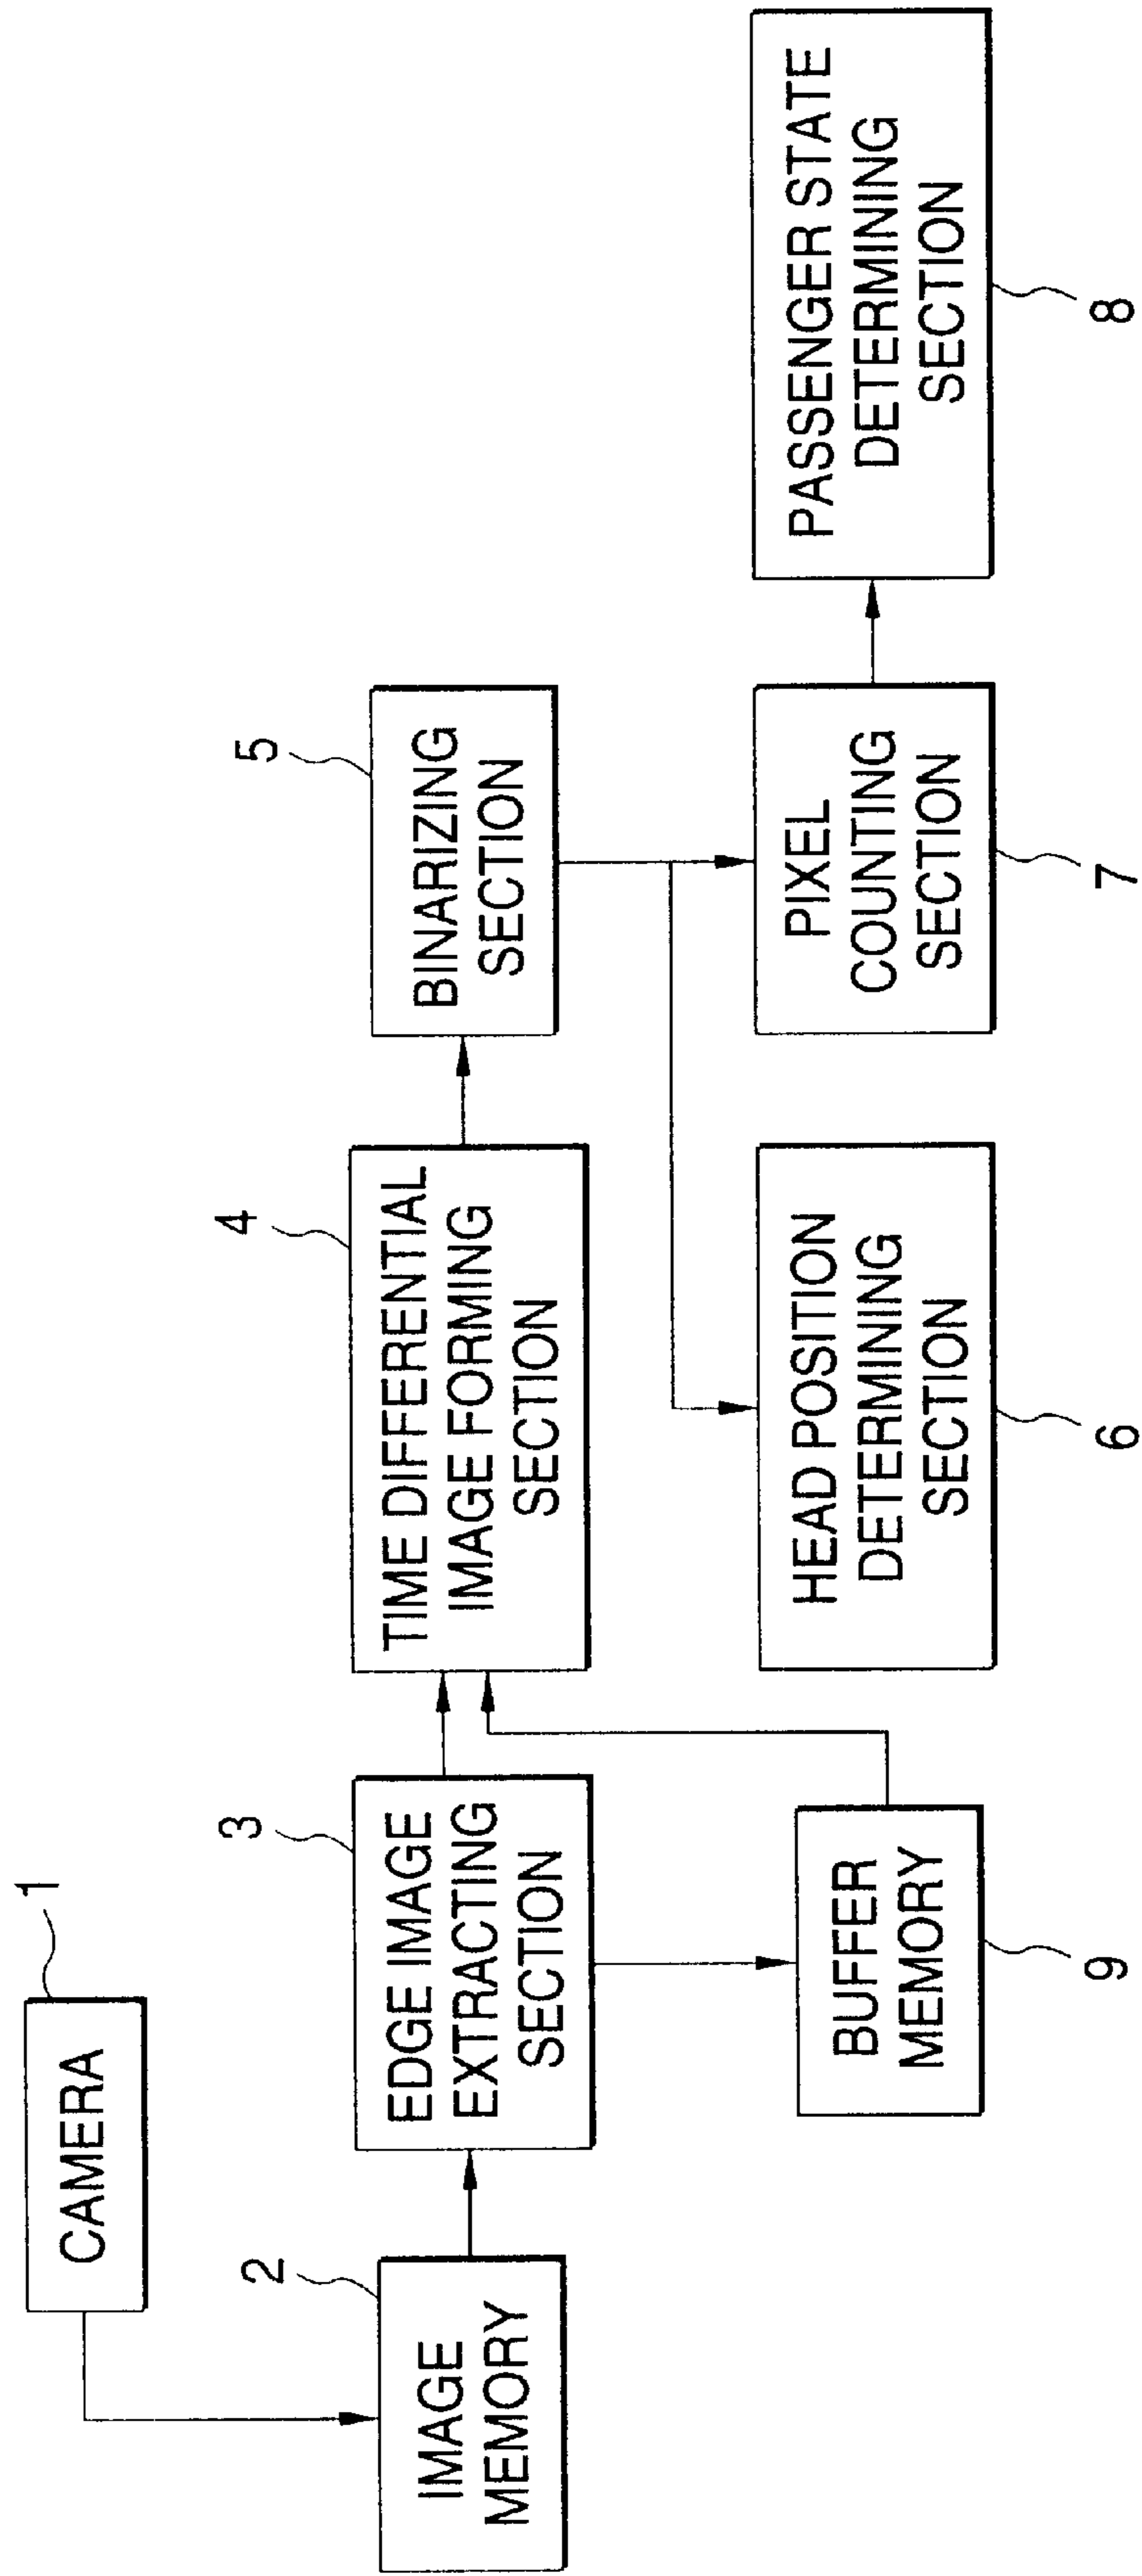 1
CAMERA
2
IMAGE
MEMORY
3
EDGE IMAGE
EXTRACTING
SECTION
4
TIME DIFFERENTIAL
IMAGE FORMING
SECTION
5
BINARIZING
SECTION
BUFFER
MEMORY
9
HEAD POSITION
DETERMINING
SECTION
6
PIXEL
COUNTING
SECTION
7
PASSENGER STATE
DETERMINING
SECTION
8